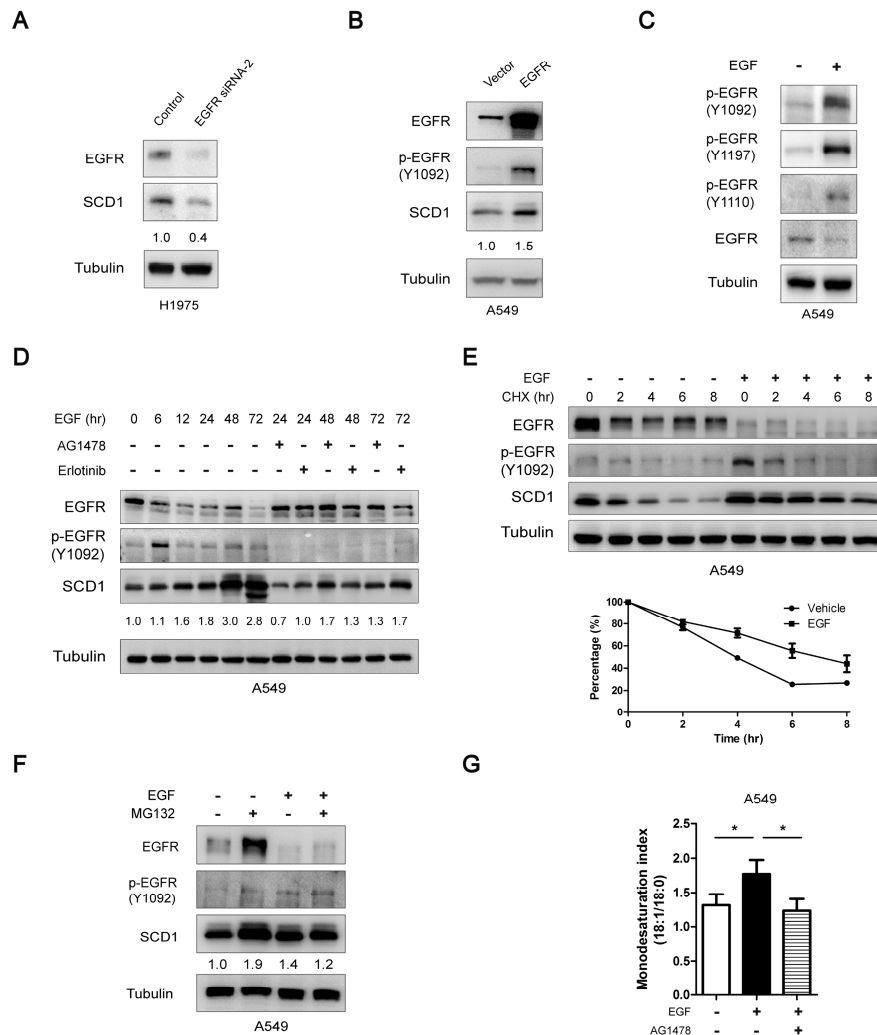 A
Control
EGFR siRNA-2
EGFR
SCD1
1.0 0.4
Tubulin
H1975
B
Vector
EGFR
EGFR
p-EGFR
(Y1092)
SCD1
1.0 1.5
Tubulin
A549
C
EGF - +
p-EGFR
(Y1092)
p-EGFR
(Y1197)
p-EGFR
(Y1110)
EGFR
Tubulin
A549
D
EGF (hr) 0 6 12 24 48 72 24 24 48 48 72 72
AG1478 - - - - - - + - + - + -
Erlotinib - - - - - - - + - + - +
EGFR
p-EGFR
(Y1092)
SCD1
1.0 1.1 1.6 1.8 3.0 2.8 0.7 1.0 1.7 1.3 1.3 1.7
Tubulin
A549
E
EGF - - - - - + + + + +
CHX (hr) 0 2 4 6 8 0 2 4 6 8
EGFR
p-EGFR
(Y1092)
SCD1
Tubulin
A549
Percentage (%)
100
80
60
40
20
0
0 2 4 6 8
Time (hr)
Vehicle
EGF
F
EGF - - + +
MG132 - + - +
EGFR
p-EGFR
(Y1092)
SCD1
1.0 1.9 1.4 1.2
Tubulin
A549
G
A549
* *
Monodesaturation index
(18:1/18:0)
2.5
2.0
1.5
1.0
0.5
0.0
EGF - + +
AG1478 - - +